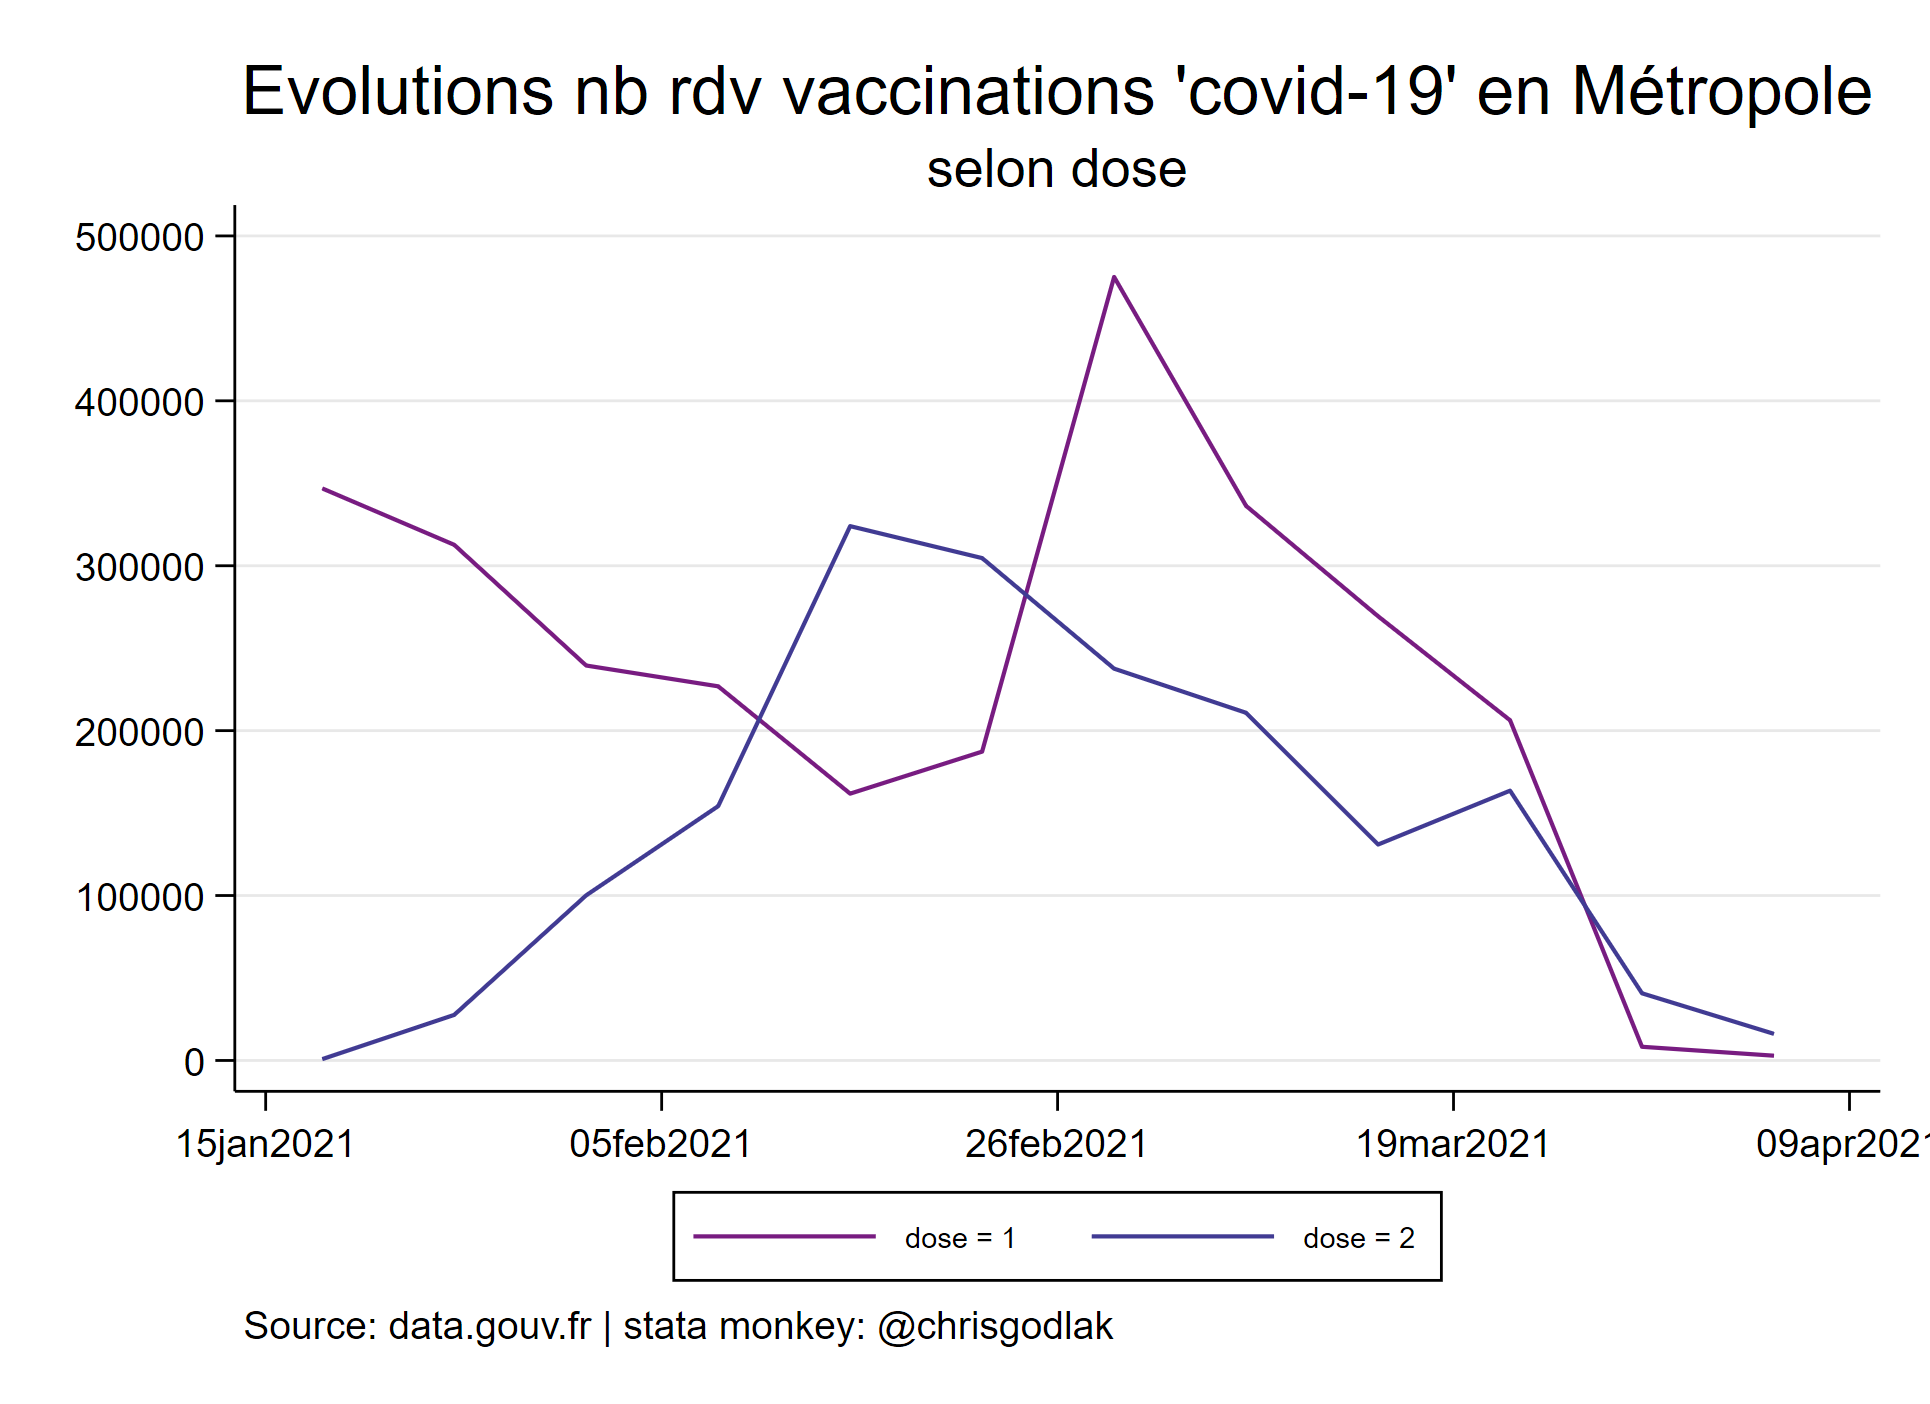 Evolutions nb rdv vaccinations 'covid-19' en Métropole
selon dose
500000
400000
300000
200000
100000
0
15jan2021 05feb2021 26feb2021 19mar2021 09apr2021
dose = 1 dose = 2
Source: data.gouv.fr | stata monkey: @chrisgodlak